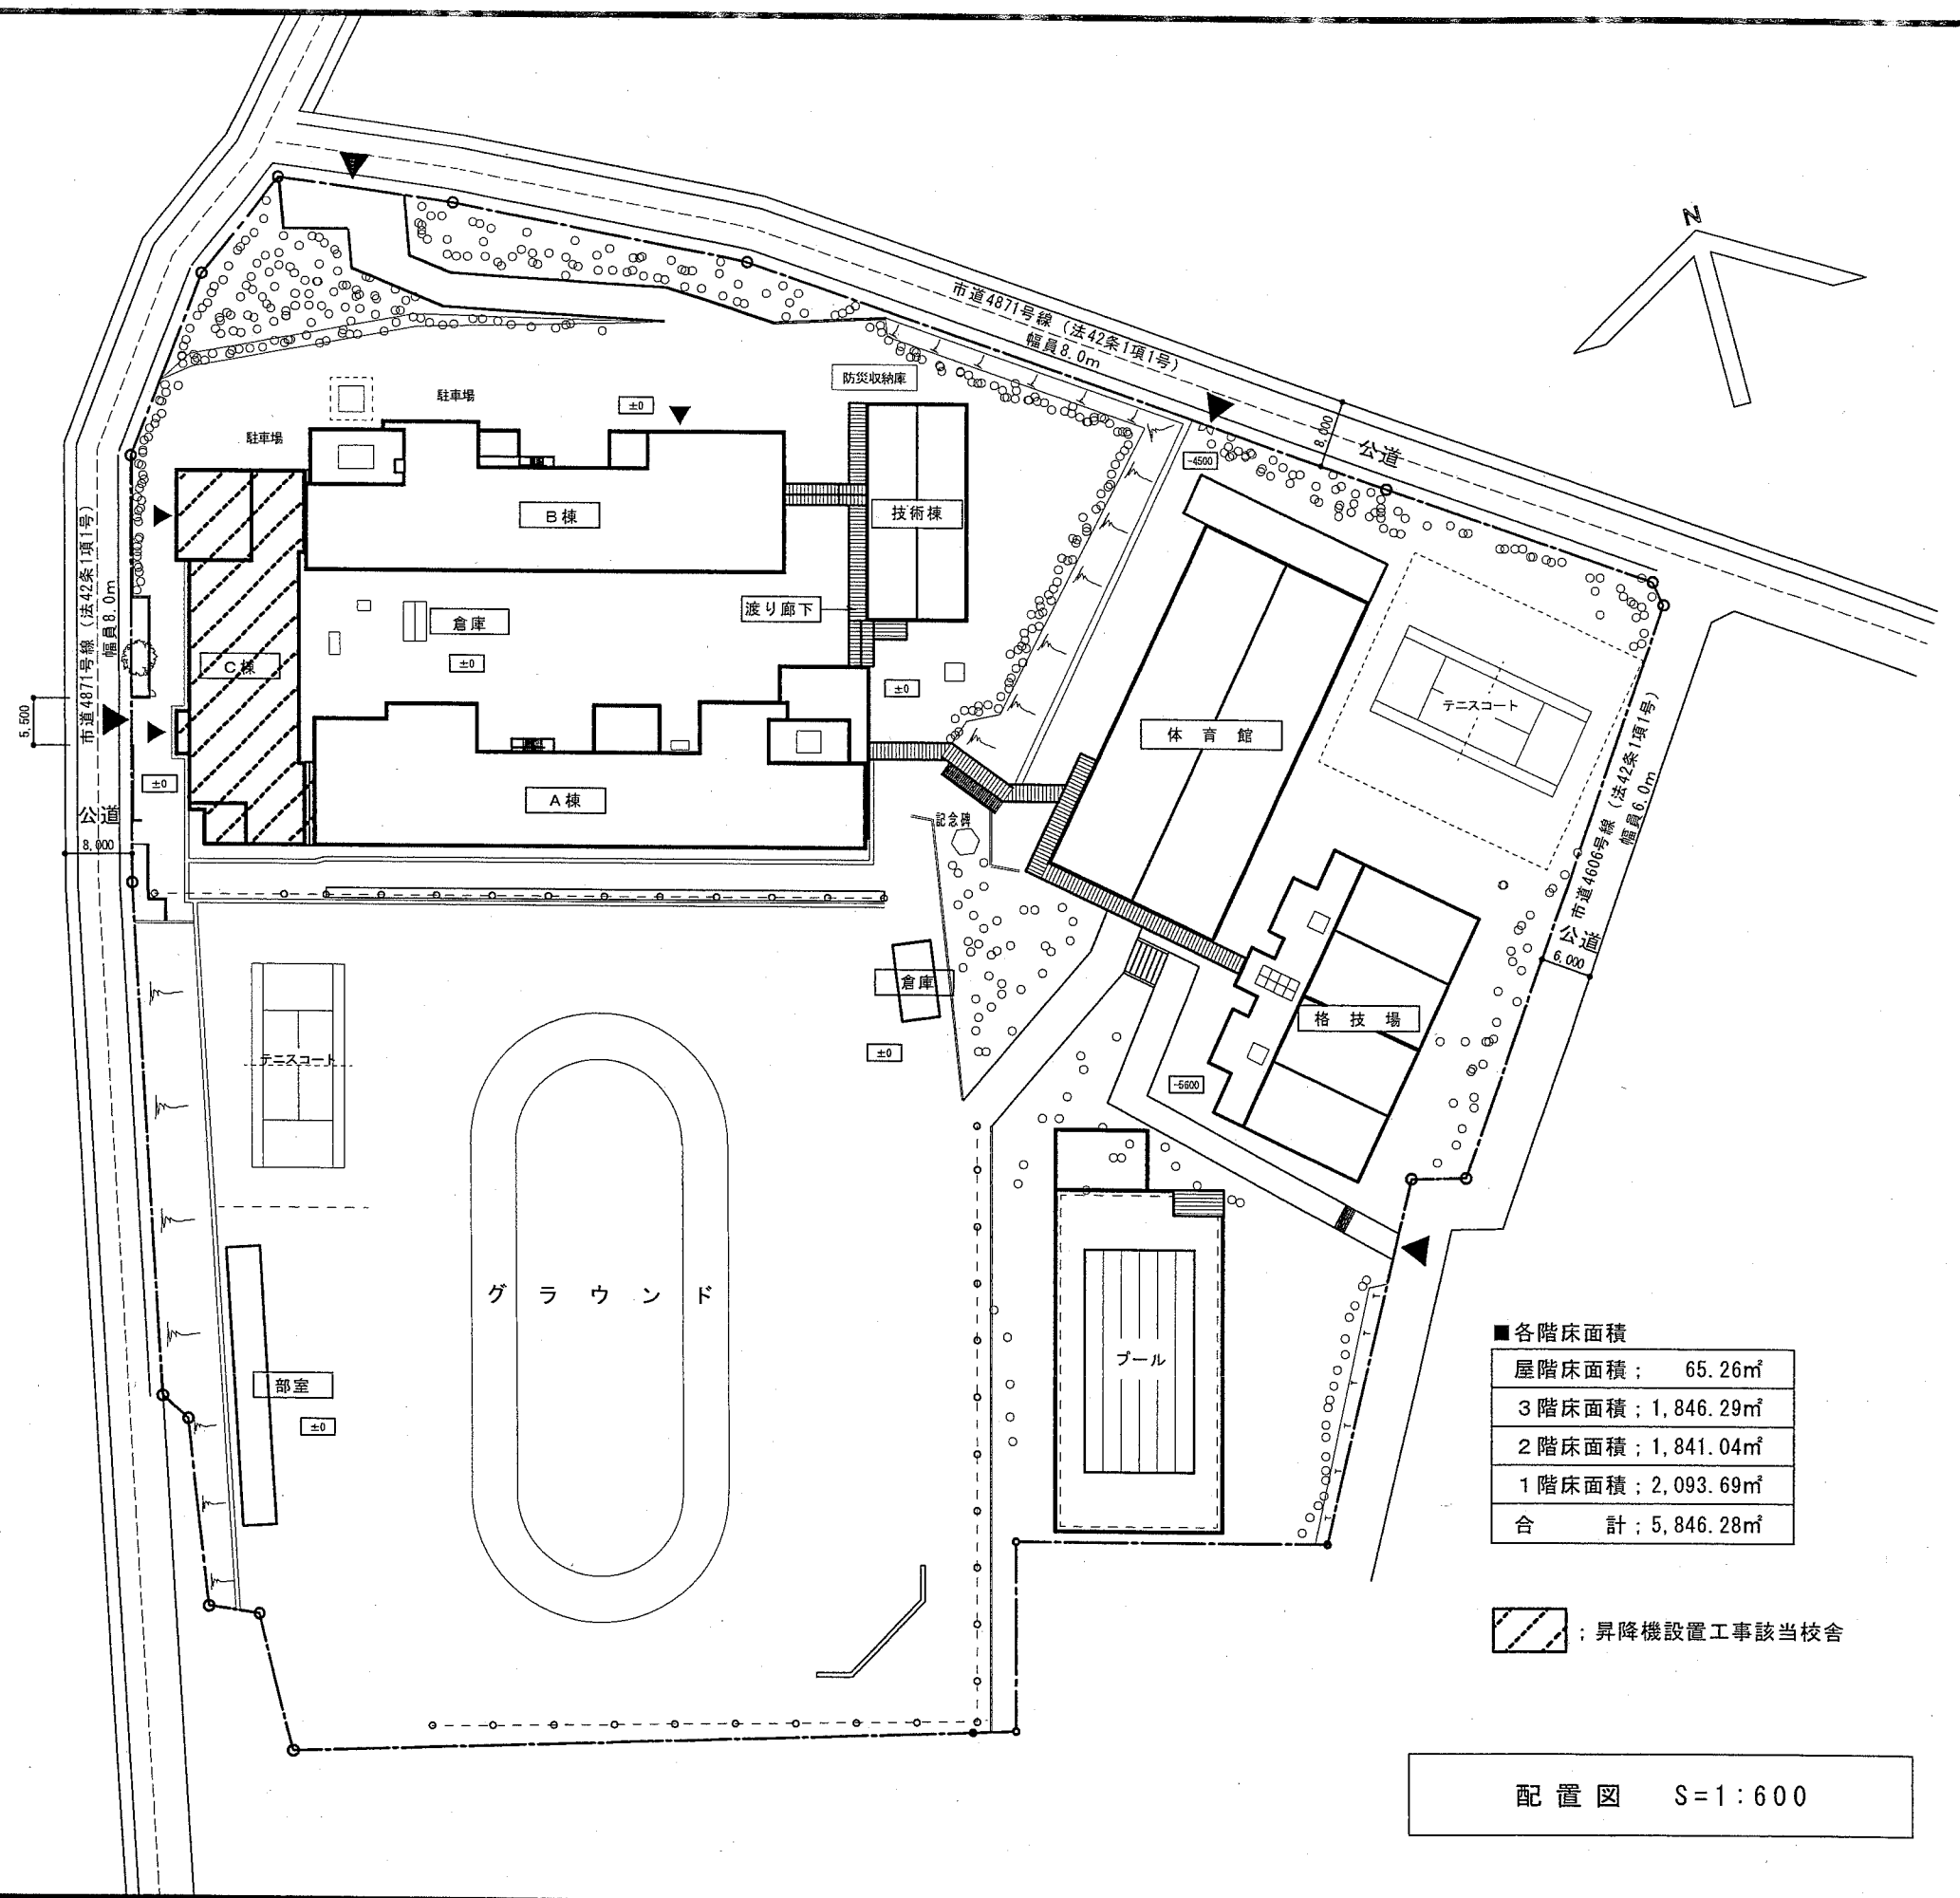 N
市道4871号線（法42条1項1号）
幅員8.0m
8,000
公道
防災収納庫
駐車場
±0
駐車場
-4500
B棟
技術棟
市道4871号線（法42条1項1号）
幅員8.0m
倉庫
渡り廊下
±0
C棟
±0
5,500
体育館
テニスコート
±0
A棟
公道
8,000
記念碑
市道4606号線（法42条1項1号）
幅員6.0m
公道
6,000
倉庫
格技場
±0
テニスコート
-5600
グラウンド
プール
部室
±0
■各階床面積
屋階床面積； 65.26㎡
3階床面積；1,846.29㎡
2階床面積；1,841.04㎡
1階床面積；2,093.69㎡
合 計；5,846.28㎡
；昇降機設置工事該当校舎
配置図 S=1:600